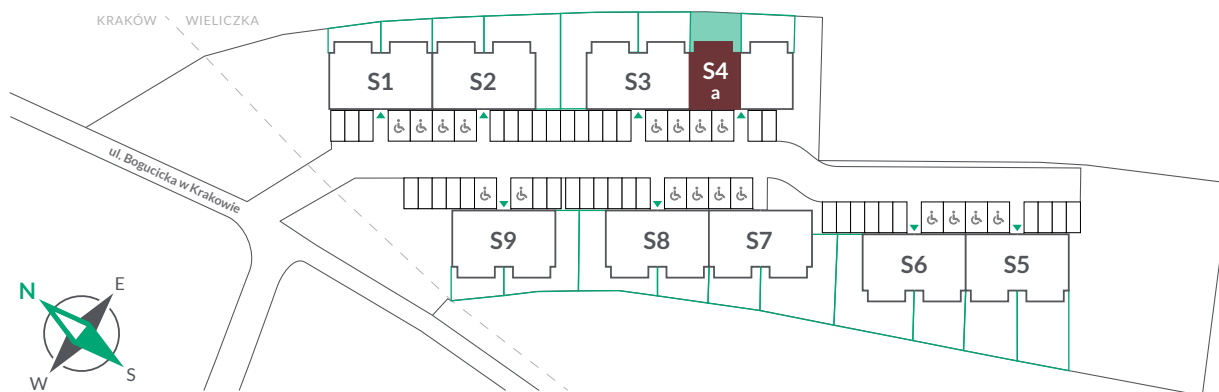 KRAKÓW
WIELICZKA
S1
S2
S3
S4
a
ul. Bogucicka w Krakowie
S9
S8
S7
S6
S5
N
E
W
S